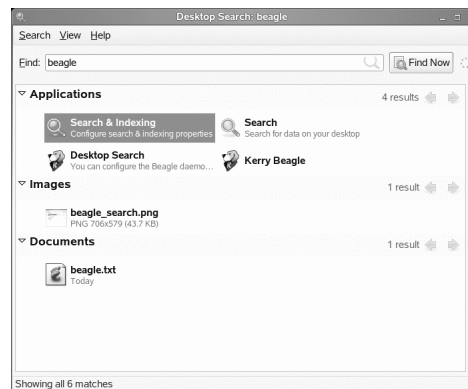 Desktop Search: beagle
Search View Help
Find: beagle Find Now
Applications 4 results
Search & Indexing
Configure search & indexing properties
Search
Search for data on your desktop
Desktop Search
You can configure the Beagle daemo...
Kerry Beagle
Images 1 result
beagle_search.png
PNG 706x579 (43.7 KB)
Documents 1 result
beagle.txt
Today
Showing all 6 matches